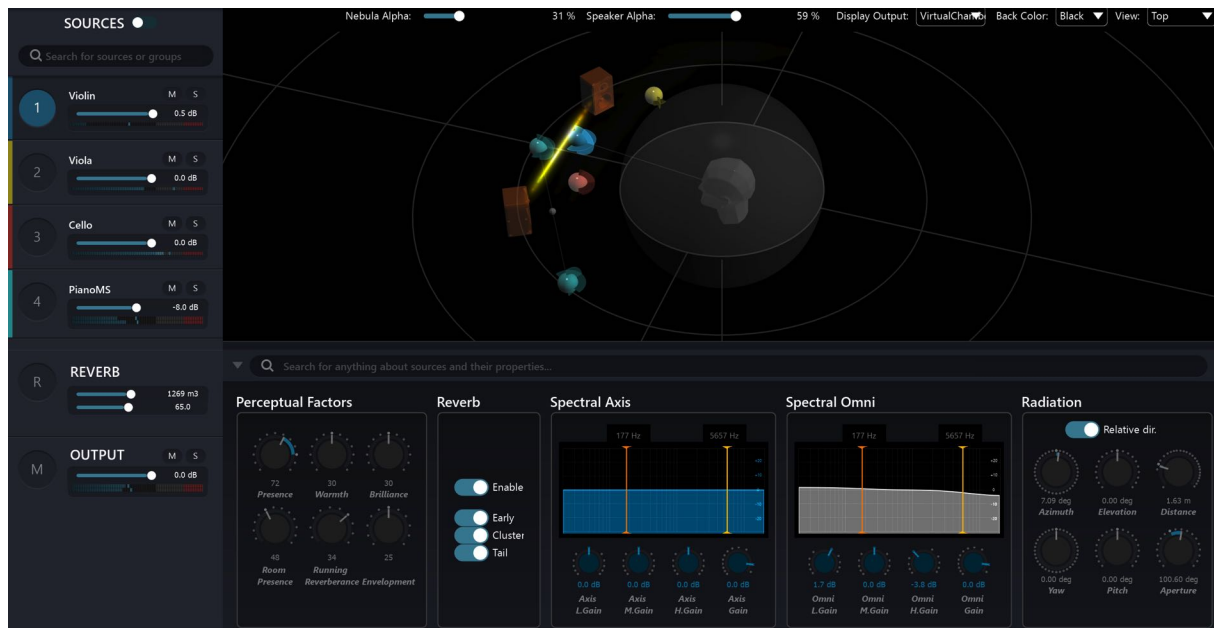 SOURCES
Nebula Alpha: 31 % Speaker Alpha: 59 % Display Output: VirtualChamb Back Color: Black View: Top
Search for sources or groups
1 Violin M S
0.5 dB
2 Viola M S
0.0 dB
3 Cello M S
0.0 dB
4 PianoMS M S
-8.0 dB
R REVERB
1269 m3
65.0
M OUTPUT M S
0.0 dB
Search for anything about sources and their properties...
Perceptual Factors
72 30 30
Presence Warmth Brilliance
48 34 25
Room Presence Running Reverberance Envelopment
Reverb
Enable
Early
Cluster
Tail
Spectral Axis
177 Hz 5657 Hz
0.0 dB 0.0 dB 0.0 dB 0.0 dB
Axis L.Gain Axis M.Gain Axis H.Gain Axis Gain
Spectral Omni
177 Hz 5657 Hz
1.7 dB 0.0 dB -3.8 dB 0.0 dB
Omni L.Gain Omni M.Gain Omni H.Gain Omni Gain
Radiation
Relative dir.
7.09 deg 0.00 deg 1.63 m
Azimuth Elevation Distance
0.00 deg 0.00 deg 100.60 deg
Yaw Pitch Aperture